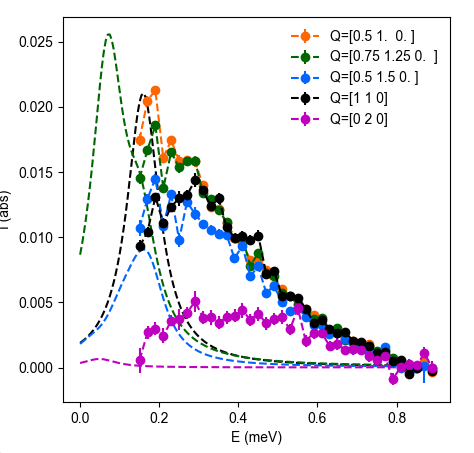 Q=[0.5 1.  0. ]
Q=[0.75 1.25 0.  ]
Q=[0.5 1.5 0. ]
Q=[1 1 0]
Q=[0 2 0]
0.025
0.020
0.015
0.010
0.005
0.000
(abs)
0.0 0.2 0.4 0.6 0.8
E (meV)